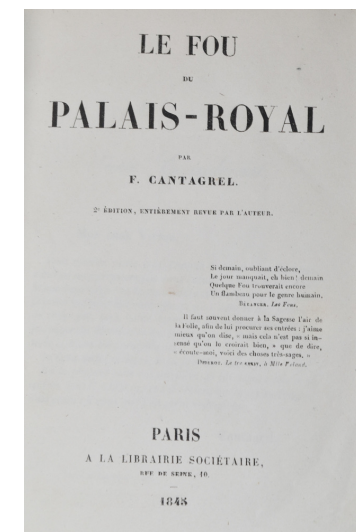 LE FOU
DU
PALAIS-ROYAL
PAR
F. CANTAGREL.
2e ÉDITION, ENTIÈREMENT REVUE PAR L'AUTEUR.
Si demain, oubliant d'éclore,
Le jour manquait, eh bien! demain
Quelque Fou trouverait encore
Un flambeau pour le genre humain.
BÉRANGER. Les Fous.
Il faut souvent donner à la Sagesse l'air de
la Folie, afin de lui procurer ses entrées : j'aime
mieux qu'on dise, « mais cela n'est pas si in-
sensé qu'on le croirait bien, » que de dire,
« écoute-moi, voici des choses très-sages. »
DIDEROT. à Mlle Voland.
PARIS
A LA LIBRAIRIE SOCIÉTAIRE,
RUE DE SEINE, 10.
1845